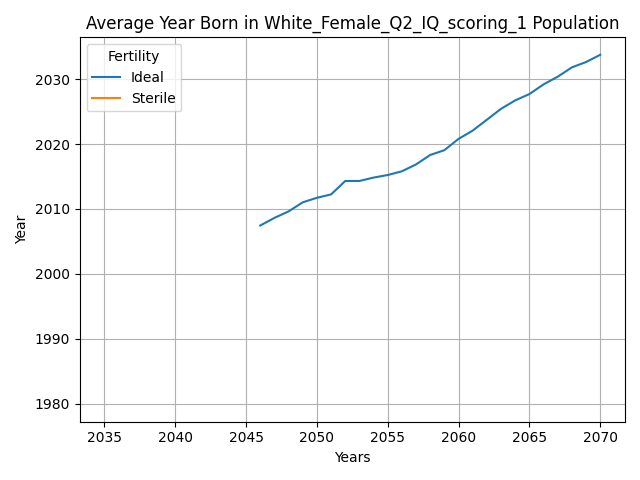 Average Year Born in White_Female_Q2_IQ_scoring_1 Population
Fertility
Ideal
Sterile
2030
2020
2010
2000
1990
1980
Year
2035 2040 2045 2050 2055 2060 2065 2070
Years